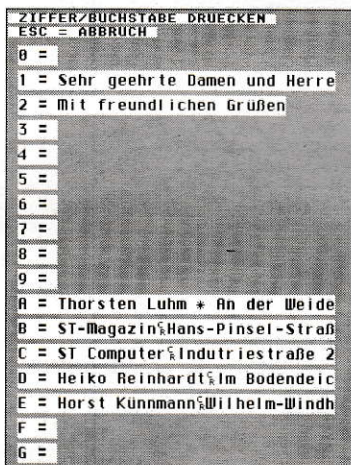 ZIFFER/BUCHSTABE DRUECKEN
ESC = ABBRUCH
0 =
1 = Sehr geehrte Damen und Herre
2 = Mit freundlichen Grüßen
3 =
4 =
5 =
6 =
7 =
8 =
9 =
A = Thorsten Luhm * An der Weide
B = ST-Magazin␍Hans-Pinsel-Straß
C = ST Computer␍Indutriestraße 2
D = Heiko Reinhardt␍Im Bodendeic
E = Horst Künnmann␍Wilhelm-Windh
F =
G =